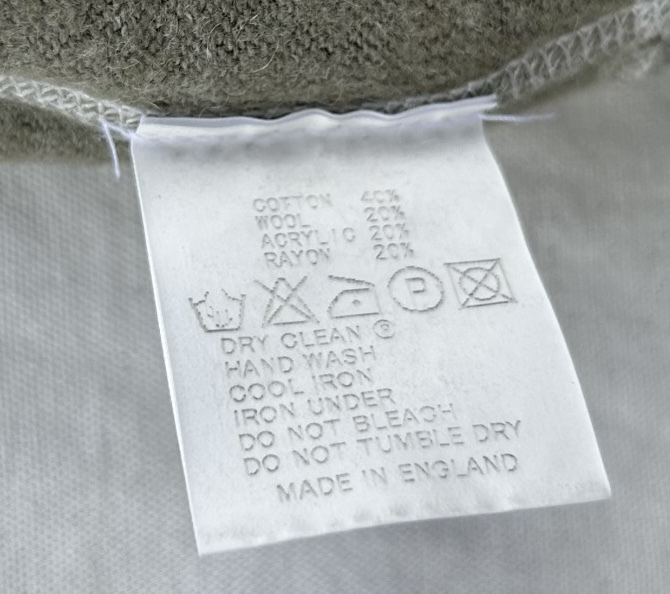 COTTON 40%
WOOL 20%
ACRYLIC 20%
RAYON 20%
P
DRY CLEAN ®
HAND WASH
COOL IRON
IRON UNDER
DO NOT BLEACH
DO NOT TUMBLE DRY
MADE IN ENGLAND